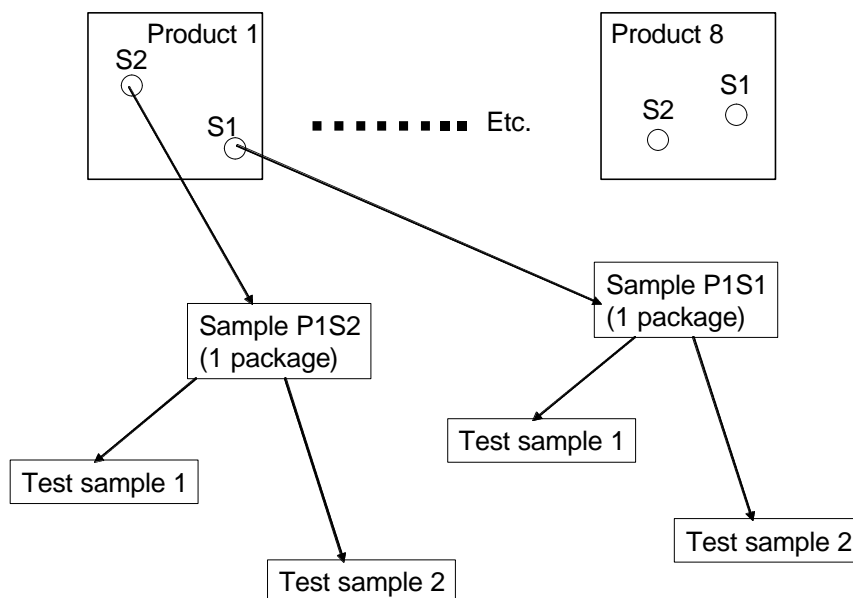 Product 1
S2
S1
Etc.
Product 8
S1
S2
Sample P1S2
(1 package)
Sample P1S1
(1 package)
Test sample 1
Test sample 2
Test sample 1
Test sample 2